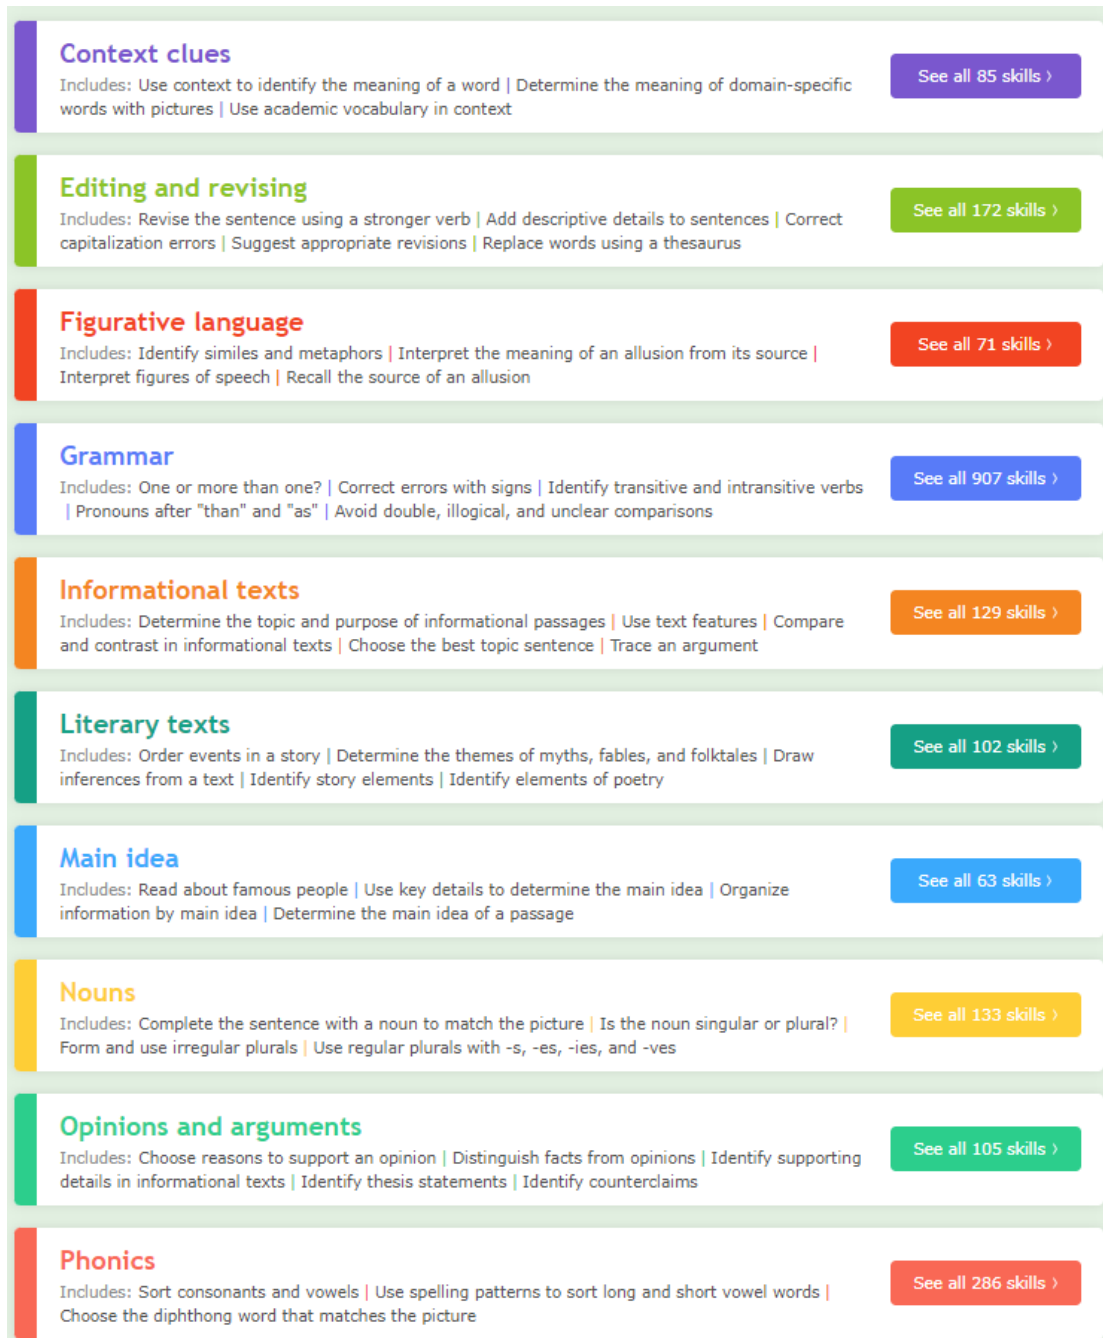 Context clues
Includes: Use context to identify the meaning of a word | Determine the meaning of domain-specific
words with pictures | Use academic vocabulary in context
See all 85 skills ›
Editing and revising
Includes: Revise the sentence using a stronger verb | Add descriptive details to sentences | Correct
capitalization errors | Suggest appropriate revisions | Replace words using a thesaurus
See all 172 skills ›
Figurative language
Includes: Identify similes and metaphors | Interpret the meaning of an allusion from its source |
Interpret figures of speech | Recall the source of an allusion
See all 71 skills ›
Grammar
Includes: One or more than one? | Correct errors with signs | Identify transitive and intransitive verbs
| Pronouns after "than" and "as" | Avoid double, illogical, and unclear comparisons
See all 907 skills ›
Informational texts
Includes: Determine the topic and purpose of informational passages | Use text features | Compare
and contrast in informational texts | Choose the best topic sentence | Trace an argument
See all 129 skills ›
Literary texts
Includes: Order events in a story | Determine the themes of myths, fables, and folktales | Draw
inferences from a text | Identify story elements | Identify elements of poetry
See all 102 skills ›
Main idea
Includes: Read about famous people | Use key details to determine the main idea | Organize
information by main idea | Determine the main idea of a passage
See all 63 skills ›
Nouns
Includes: Complete the sentence with a noun to match the picture | Is the noun singular or plural? |
Form and use irregular plurals | Use regular plurals with -s, -es, -ies, and -ves
See all 133 skills ›
Opinions and arguments
Includes: Choose reasons to support an opinion | Distinguish facts from opinions | Identify supporting
details in informational texts | Identify thesis statements | Identify counterclaims
See all 105 skills ›
Phonics
Includes: Sort consonants and vowels | Use spelling patterns to sort long and short vowel words |
Choose the diphthong word that matches the picture
See all 286 skills ›